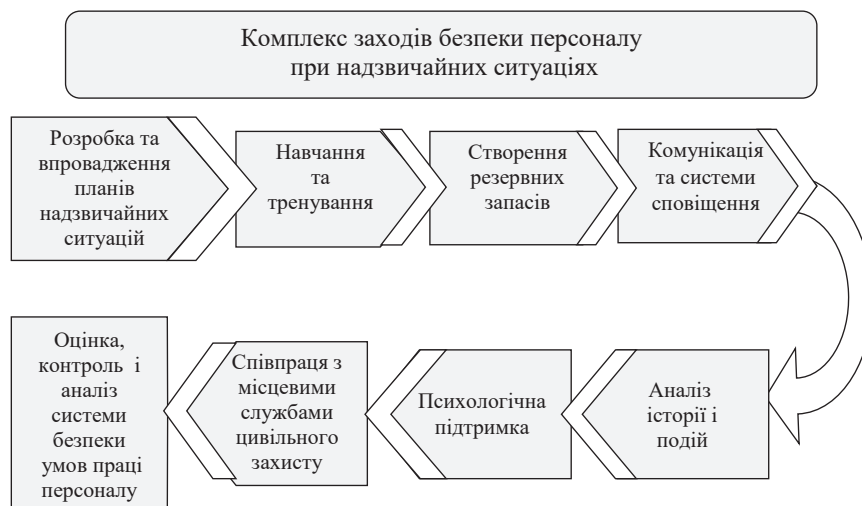 Комплекс заходів безпеки персоналу
при надзвичайних ситуаціях
Розробка та
впровадження
планів
надзвичайних
ситуацій
Навчання
та
тренування
Створення
резервних
запасів
Комунікація
та системи
сповіщення
Аналіз
історії і
подій
Психологічна
підтримка
Співпраця з
місцевими
службами
цивільного
захисту
Оцінка,
контроль і
аналіз
системи
безпеки
умов праці
персоналу